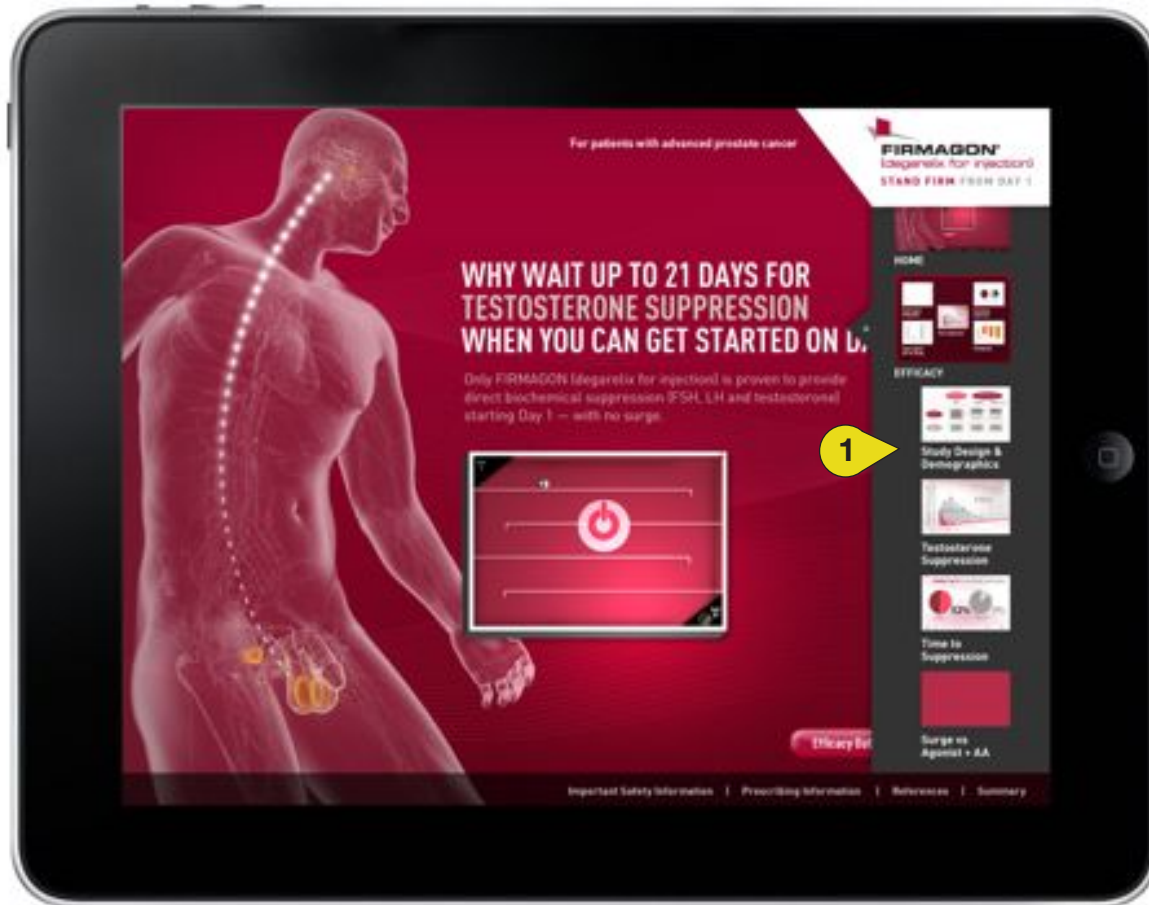 For patients with advanced prostate cancer
FIRMAGON®
(degarelix for injection)
STAND FIRM FROM DAY 1
HOME
WHY WAIT UP TO 21 DAYS FOR
TESTOSTERONE SUPPRESSION
WHEN YOU CAN GET STARTED ON DA
Only FIRMAGON (degarelix for injection) is proven to provide
direct biochemical suppression (FSH, LH and testosterone)
starting Day 1 — with no surge.
EFFICACY
1
Study Design &
Demographics
Testosterone
Suppression
Time to
Suppression
Surge vs
Agonist + AA
Efficacy
Important Safety Information | Prescribing Information | References | Summary